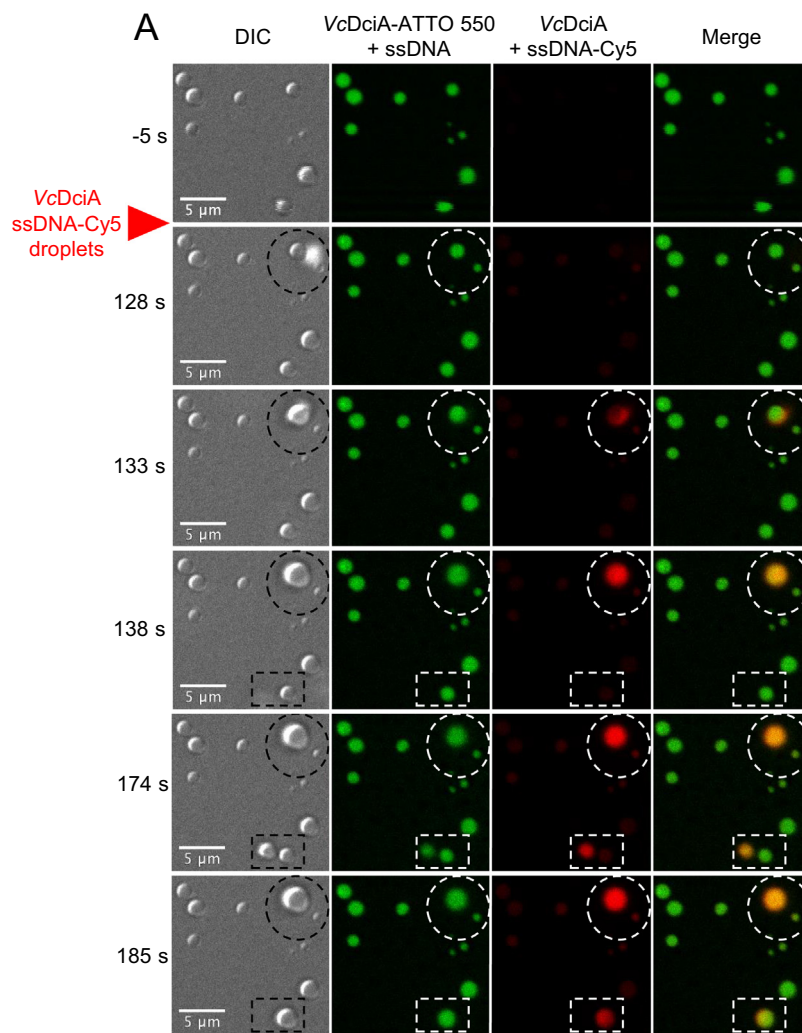 A
DIC
VcDciA-ATTO 550
+ ssDNA
VcDciA
+ ssDNA-Cy5
Merge
-5 s
5 µm
VcDciA
ssDNA-Cy5
droplets
128 s
5 µm
133 s
5 µm
138 s
5 µm
174 s
5 µm
185 s
5 µm